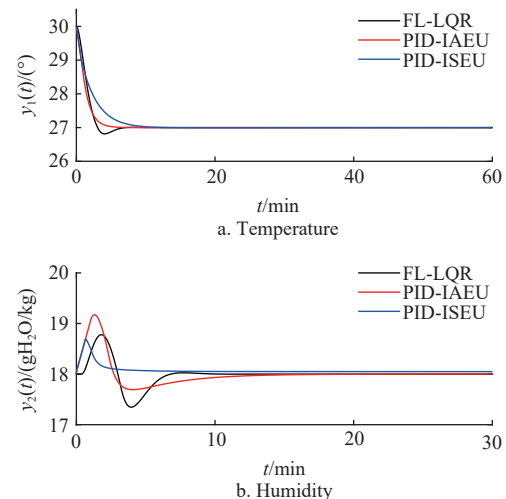 30
29
28
27
26
y₁(t)/(°)
FL-LQR
PID-IAEU
PID-ISEU
0
20
40
60
t/min
a. Temperature
20
19
18
17
y₂(t)/(gH₂O/kg)
FL-LQR
PID-IAEU
PID-ISEU
0
10
20
30
t/min
b. Humidity